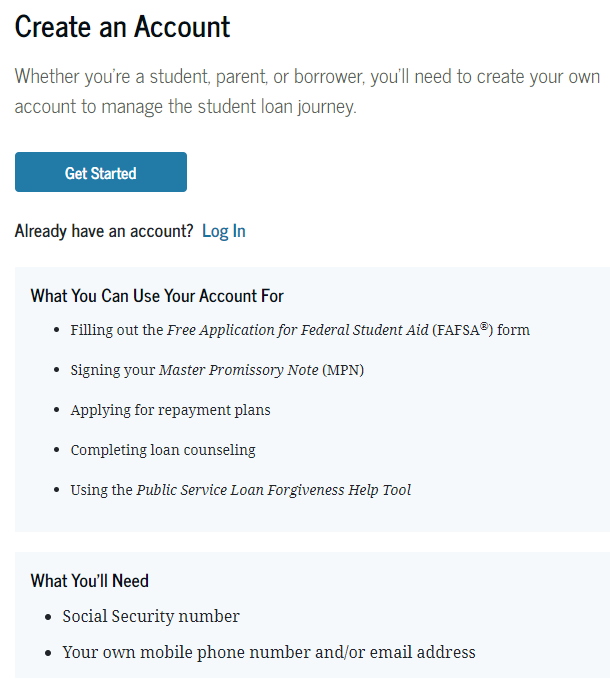 Create an Account
Whether you're a student, parent, or borrower, you'll need to create your own
account to manage the student loan journey.
Get Started
Already have an account? Log In
What You Can Use Your Account For
• Filling out the Free Application for Federal Student Aid (FAFSA®) form
• Signing your Master Promissory Note (MPN)
• Applying for repayment plans
• Completing loan counseling
• Using the Public Service Loan Forgiveness Help Tool
What You'll Need
• Social Security number
• Your own mobile phone number and/or email address